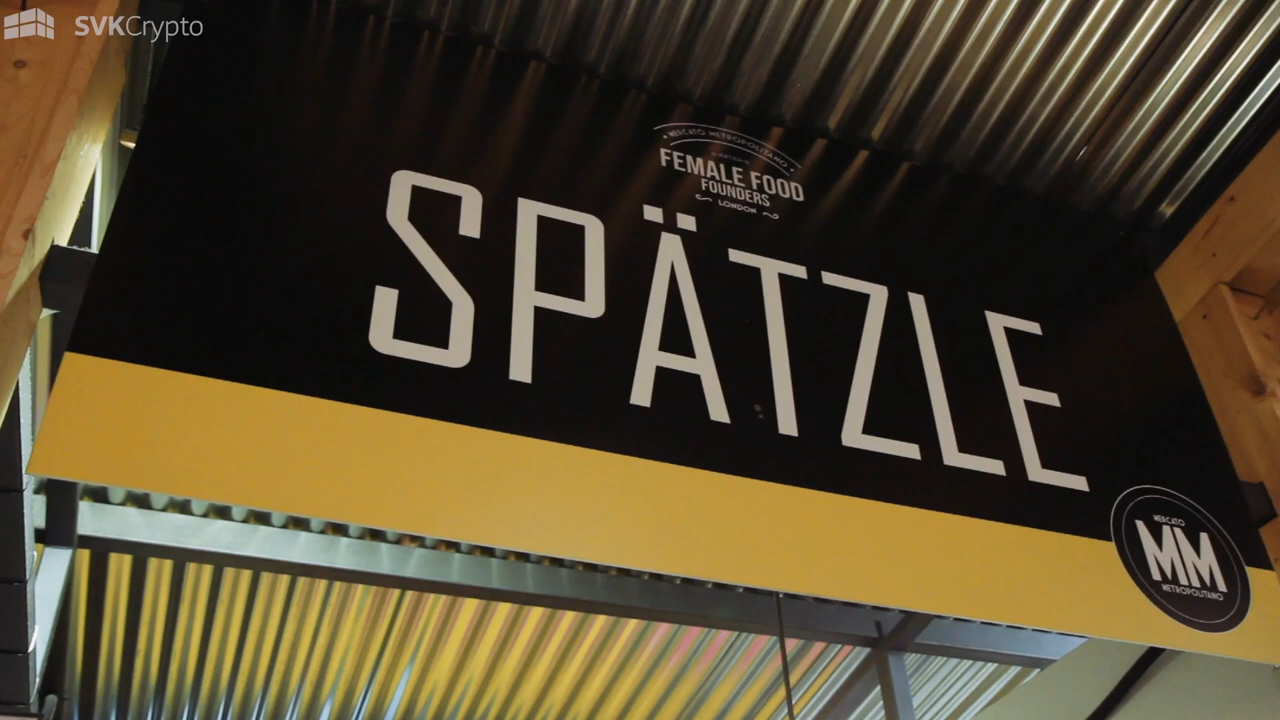 SVKCrypto
• MERCATO METROPOLITANO •
FEMALE FOOD
FOUNDERS
LONDON
SPÄTZLE
MERCATO
MM
METROPOLITANO